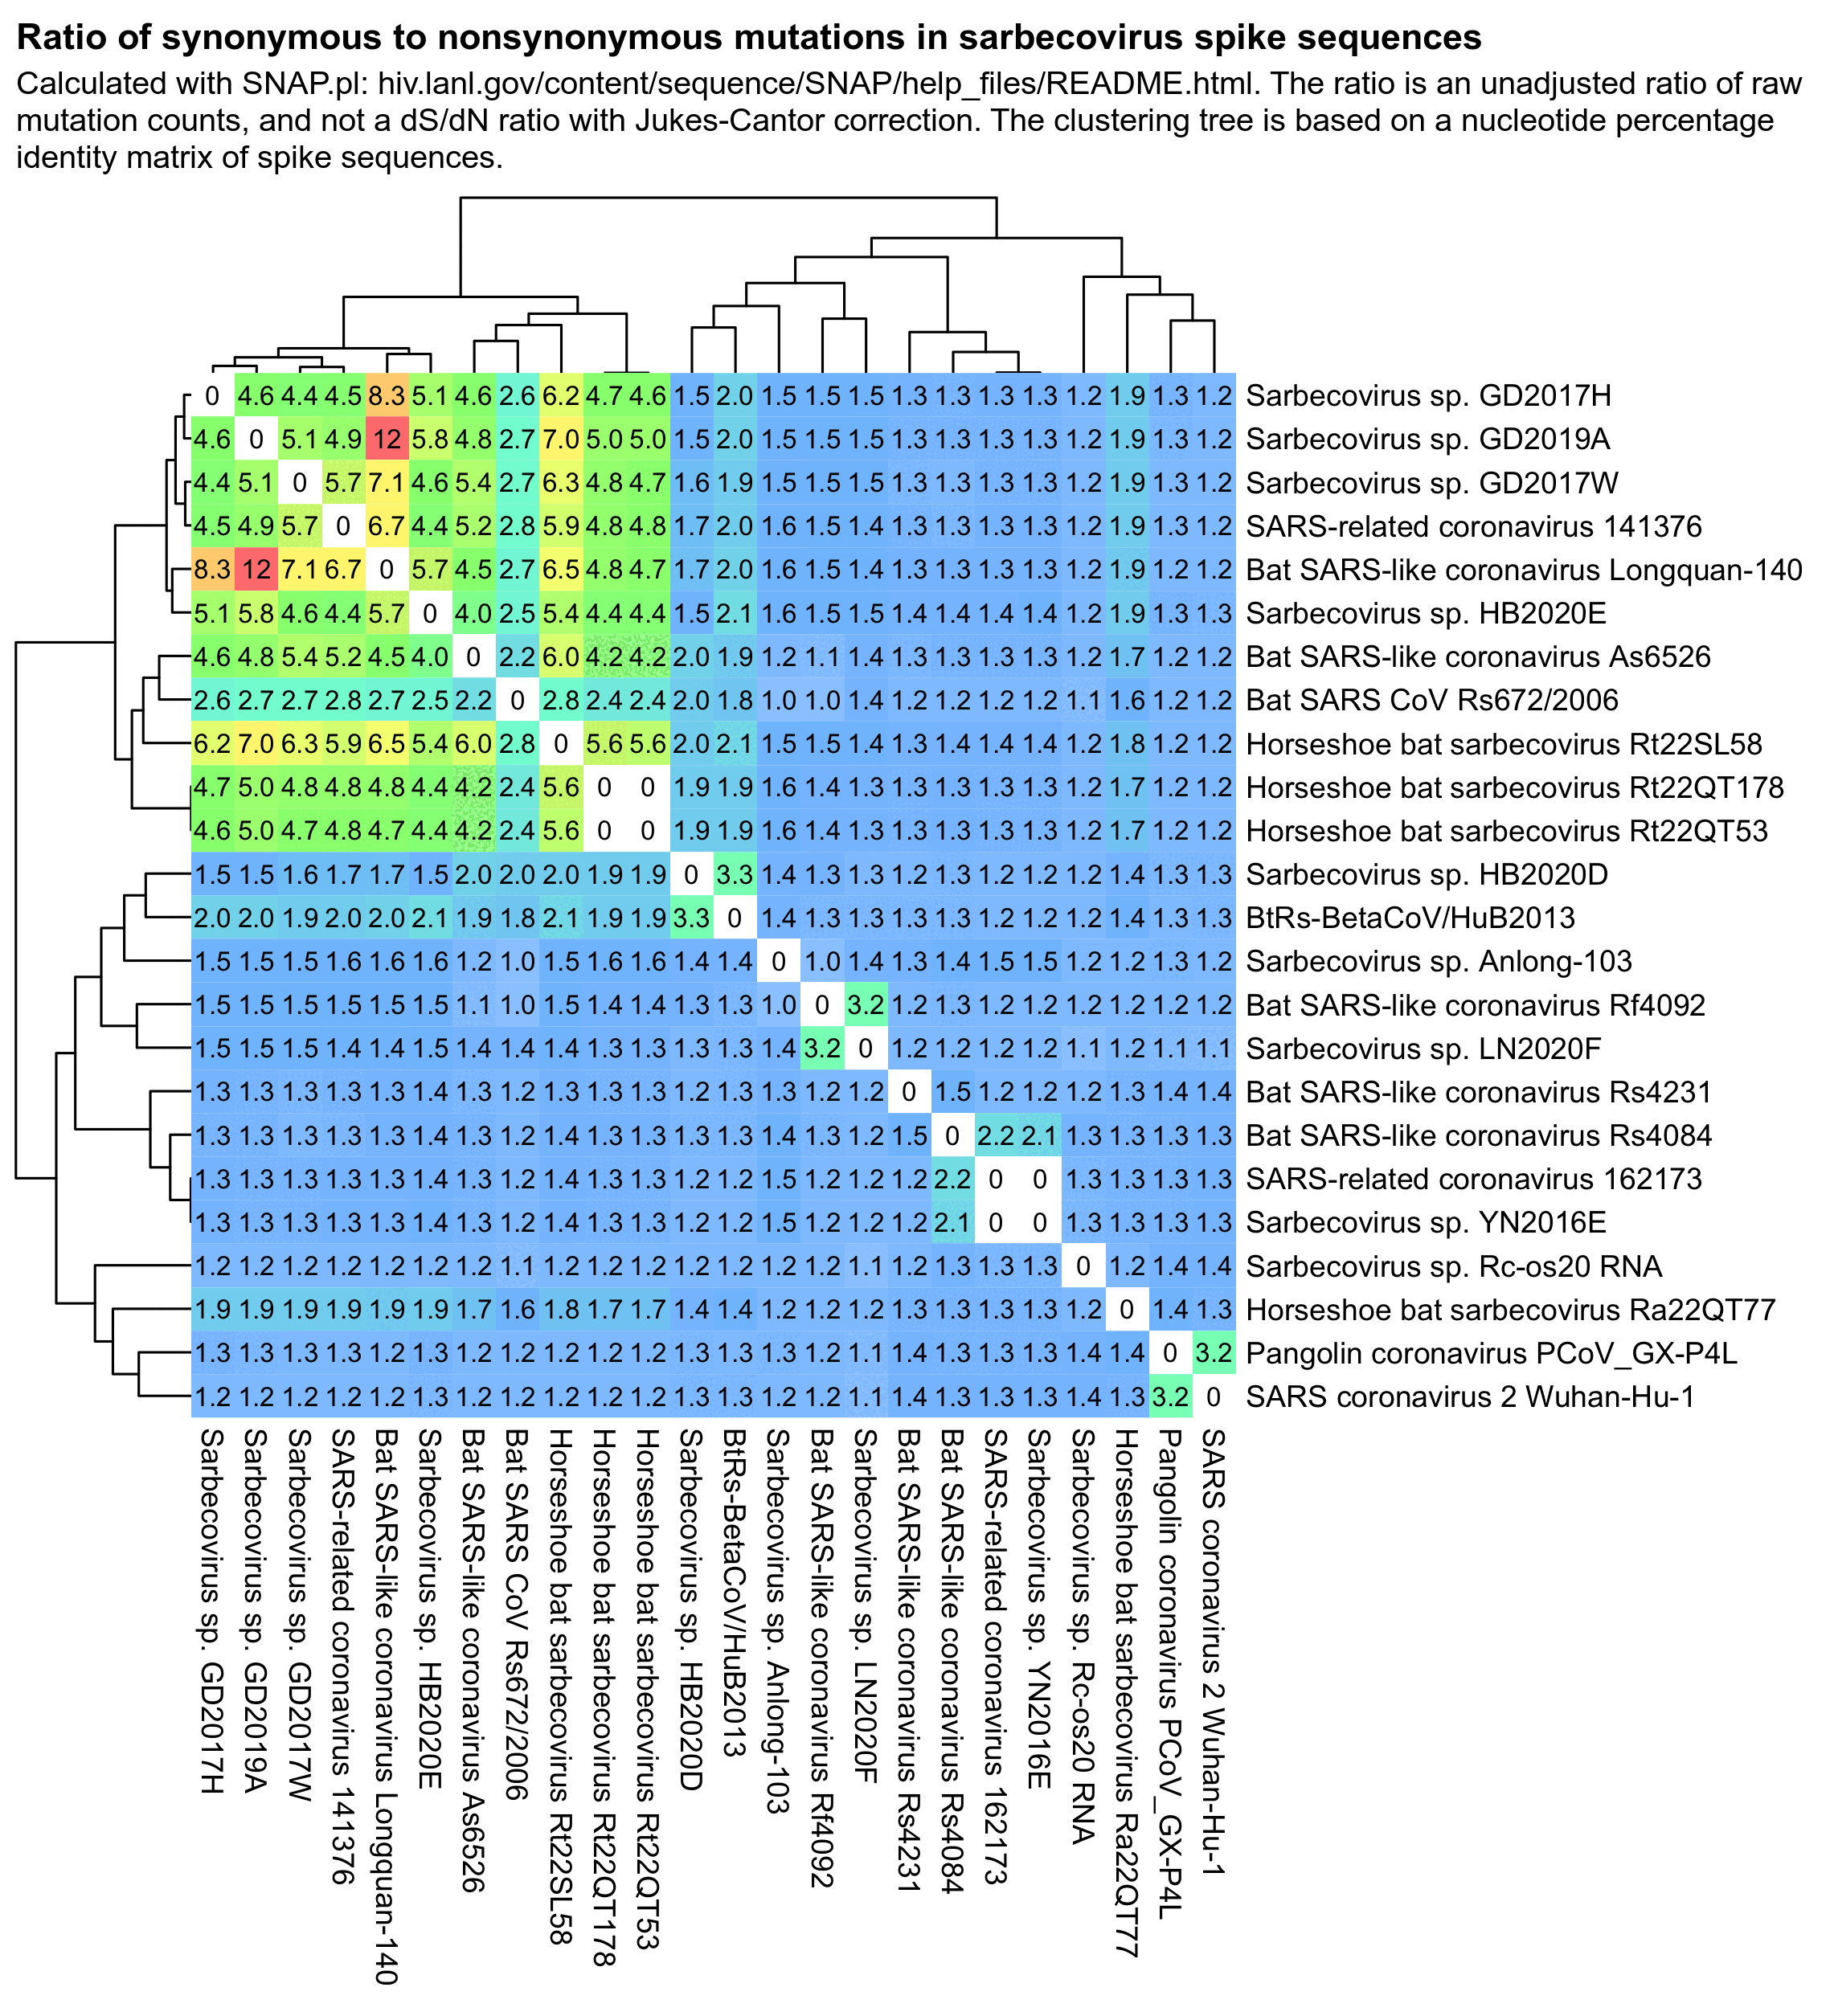 Ratio of synonymous to nonsynonymous mutations in sarbecovirus spike sequences
Calculated with SNAP.pl: hiv.lanl.gov/content/sequence/SNAP/help_files/README.html. The ratio is an unadjusted ratio of raw
mutation counts, and not a dS/dN ratio with Jukes-Cantor correction. The clustering tree is based on a nucleotide percentage
identity matrix of spike sequences.
0 4.6 4.4 4.5 8.3 5.1 4.6 2.6 6.2 4.7 4.6 1.5 2.0 1.5 1.5 1.5 1.3 1.3 1.3 1.3 1.2 1.9 1.3 1.2 Sarbecovirus sp. GD2017H
4.6 0 5.1 4.9 12 5.8 4.8 2.7 7.0 5.0 5.0 1.5 2.0 1.5 1.5 1.5 1.3 1.3 1.3 1.3 1.2 1.9 1.3 1.2 Sarbecovirus sp. GD2019A
4.4 5.1 0 5.7 7.1 4.6 5.4 2.7 6.3 4.8 4.7 1.6 1.9 1.5 1.5 1.5 1.3 1.3 1.3 1.3 1.2 1.9 1.3 1.2 Sarbecovirus sp. GD2017W
4.5 4.9 5.7 0 6.7 4.4 5.2 2.8 5.9 4.8 4.8 1.7 2.0 1.6 1.5 1.4 1.3 1.3 1.3 1.3 1.2 1.9 1.3 1.2 SARS-related coronavirus 141376
8.3 12 7.1 6.7 0 5.7 4.5 2.7 6.5 4.8 4.7 1.7 2.0 1.6 1.5 1.4 1.3 1.3 1.3 1.3 1.2 1.9 1.2 1.2 Bat SARS-like coronavirus Longquan-140
5.1 5.8 4.6 4.4 5.7 0 4.0 2.5 5.4 4.4 4.4 1.5 2.1 1.6 1.5 1.5 1.4 1.4 1.4 1.4 1.2 1.9 1.3 1.3 Sarbecovirus sp. HB2020E
4.6 4.8 5.4 5.2 4.5 4.0 0 2.2 6.0 4.2 4.2 2.0 1.9 1.2 1.1 1.4 1.3 1.3 1.3 1.3 1.2 1.7 1.2 1.2 Bat SARS-like coronavirus As6526
2.6 2.7 2.7 2.8 2.7 2.5 2.2 0 2.8 2.4 2.4 2.0 1.8 1.0 1.0 1.4 1.2 1.2 1.2 1.2 1.1 1.6 1.2 1.2 Bat SARS CoV Rs672/2006
6.2 7.0 6.3 5.9 6.5 5.4 6.0 2.8 0 5.6 5.6 2.0 2.1 1.5 1.5 1.4 1.3 1.4 1.4 1.4 1.2 1.8 1.2 1.2 Horseshoe bat sarbecovirus Rt22SL58
4.7 5.0 4.8 4.8 4.8 4.4 4.2 2.4 5.6 0 0 1.9 1.9 1.6 1.4 1.3 1.3 1.3 1.3 1.3 1.2 1.7 1.2 1.2 Horseshoe bat sarbecovirus Rt22QT178
4.6 5.0 4.7 4.8 4.7 4.4 4.2 2.4 5.6 0 0 1.9 1.9 1.6 1.4 1.3 1.3 1.3 1.3 1.3 1.2 1.7 1.2 1.2 Horseshoe bat sarbecovirus Rt22QT53
1.5 1.5 1.6 1.7 1.7 1.5 2.0 2.0 2.0 1.9 1.9 0 3.3 1.4 1.3 1.3 1.2 1.3 1.2 1.2 1.2 1.4 1.3 1.3 Sarbecovirus sp. HB2020D
2.0 2.0 1.9 2.0 2.0 2.1 1.9 1.8 2.1 1.9 1.9 3.3 0 1.4 1.3 1.3 1.3 1.3 1.2 1.2 1.2 1.4 1.3 1.3 BtRs-BetaCoV/HuB2013
1.5 1.5 1.5 1.6 1.6 1.6 1.2 1.0 1.5 1.6 1.6 1.4 1.4 0 1.0 1.4 1.3 1.4 1.5 1.5 1.2 1.2 1.3 1.2 Sarbecovirus sp. Anlong-103
1.5 1.5 1.5 1.5 1.5 1.5 1.1 1.0 1.5 1.4 1.4 1.3 1.3 1.0 0 3.2 1.2 1.3 1.2 1.2 1.2 1.2 1.2 1.2 Bat SARS-like coronavirus Rf4092
1.5 1.5 1.5 1.4 1.4 1.5 1.4 1.4 1.4 1.3 1.3 1.3 1.3 1.4 3.2 0 1.2 1.2 1.2 1.2 1.1 1.2 1.1 1.1 Sarbecovirus sp. LN2020F
1.3 1.3 1.3 1.3 1.3 1.4 1.3 1.2 1.3 1.3 1.3 1.2 1.3 1.3 1.2 1.2 0 1.5 1.2 1.2 1.2 1.3 1.4 1.4 Bat SARS-like coronavirus Rs4231
1.3 1.3 1.3 1.3 1.3 1.4 1.3 1.2 1.4 1.3 1.3 1.3 1.3 1.4 1.3 1.2 1.5 0 2.2 2.1 1.3 1.3 1.3 1.3 Bat SARS-like coronavirus Rs4084
1.3 1.3 1.3 1.3 1.3 1.4 1.3 1.2 1.4 1.3 1.3 1.2 1.2 1.5 1.2 1.2 1.2 2.2 0 0 1.3 1.3 1.3 1.3 SARS-related coronavirus 162173
1.3 1.3 1.3 1.3 1.3 1.4 1.3 1.2 1.4 1.3 1.3 1.2 1.2 1.5 1.2 1.2 1.2 2.1 0 0 1.3 1.3 1.3 1.3 Sarbecovirus sp. YN2016E
1.2 1.2 1.2 1.2 1.2 1.2 1.2 1.1 1.2 1.2 1.2 1.2 1.2 1.2 1.2 1.1 1.2 1.3 1.3 1.3 0 1.2 1.4 1.4 Sarbecovirus sp. Rc-os20 RNA
1.9 1.9 1.9 1.9 1.9 1.9 1.7 1.6 1.8 1.7 1.7 1.4 1.4 1.2 1.2 1.2 1.3 1.3 1.3 1.3 1.2 0 1.4 1.3 Horseshoe bat sarbecovirus Ra22QT77
1.3 1.3 1.3 1.3 1.2 1.3 1.2 1.2 1.2 1.2 1.2 1.3 1.3 1.3 1.2 1.1 1.4 1.3 1.3 1.3 1.4 1.4 0 3.2 Pangolin coronavirus PCoV_GX-P4L
1.2 1.2 1.2 1.2 1.2 1.3 1.2 1.2 1.2 1.2 1.2 1.3 1.3 1.2 1.2 1.1 1.4 1.3 1.3 1.3 1.4 1.3 3.2 0 SARS coronavirus 2 Wuhan-Hu-1
Sarbecovirus sp. GD2017H
Sarbecovirus sp. GD2019A
Sarbecovirus sp. GD2017W
SARS-related coronavirus 141376
Bat SARS-like coronavirus Longquan-140
Sarbecovirus sp. HB2020E
Bat SARS-like coronavirus As6526
Bat SARS CoV Rs672/2006
Horseshoe bat sarbecovirus Rt22SL58
Horseshoe bat sarbecovirus Rt22QT178
Horseshoe bat sarbecovirus Rt22QT53
Sarbecovirus sp. HB2020D
BtRs-BetaCoV/HuB2013
Sarbecovirus sp. Anlong-103
Bat SARS-like coronavirus Rf4092
Sarbecovirus sp. LN2020F
Bat SARS-like coronavirus Rs4231
Bat SARS-like coronavirus Rs4084
SARS-related coronavirus 162173
Sarbecovirus sp. YN2016E
Sarbecovirus sp. Rc-os20 RNA
Horseshoe bat sarbecovirus Ra22QT77
Pangolin coronavirus PCoV_GX-P4L
SARS coronavirus 2 Wuhan-Hu-1